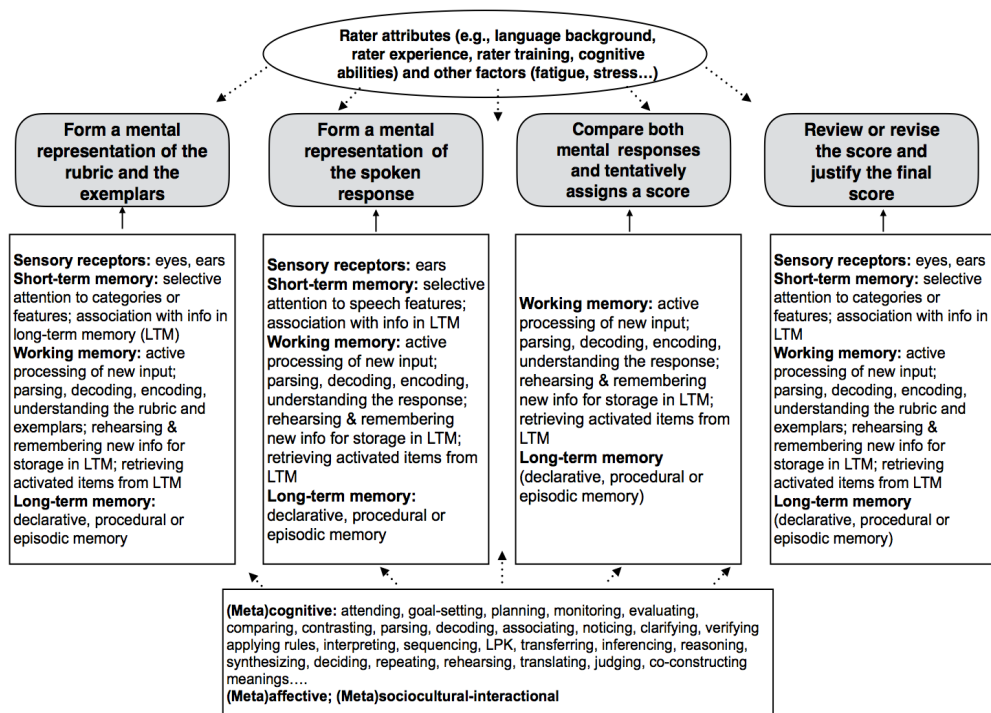 Rater attributes (e.g., language background,
rater experience, rater training, cognitive
abilities) and other factors (fatigue, stress…)
Form a mental
representation of the
rubric and the
exemplars
Form a mental
representation of
the spoken
response
Compare both
mental responses
and tentatively
assigns a score
Review or revise
the score and
justify the final
score
Sensory receptors: eyes, ears
Short-term memory: selective
attention to categories or
features; association with info in
long-term memory (LTM)
Working memory: active
processing of new input;
parsing, decoding, encoding,
understanding the rubric and
exemplars; rehearsing &
remembering new info for
storage in LTM; retrieving
activated items from LTM
Long-term memory:
declarative, procedural or
episodic memory
Sensory receptors: ears
Short-term memory: selective
attention to speech features;
association with info in LTM
Working memory: active
processing of new input;
parsing, decoding, encoding,
understanding the response;
rehearsing & remembering
new info for storage in LTM;
retrieving activated items from
LTM
Long-term memory:
declarative, procedural or
episodic memory
Working memory: active
processing of new input;
parsing, decoding, encoding,
understanding the response;
rehearsing & remembering
new info for storage in LTM;
retrieving activated items from
LTM
Long-term memory
(declarative, procedural or
episodic memory)
Sensory receptors: eyes, ears
Short-term memory: selective
attention to categories or
features; association with info in
LTM
Working memory: active
processing of new input;
parsing, decoding, encoding,
understanding the rubric and
exemplars; rehearsing &
remembering new info for
storage in LTM; retrieving
activated items from LTM
Long-term memory
(declarative, procedural or
episodic memory)
(Meta)cognitive: attending, goal-setting, planning, monitoring, evaluating,
comparing, contrasting, parsing, decoding, associating, noticing, clarifying, verifying
applying rules, interpreting, sequencing, LPK, transferring, inferencing, reasoning,
synthesizing, deciding, repeating, rehearsing, translating, judging, co-constructing
meanings….
(Meta)affective; (Meta)sociocultural-interactional